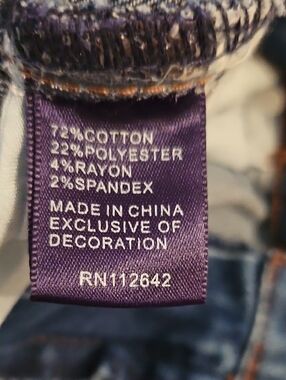 72%COTTON
22%POLYESTER
4%RAYON
2%SPANDEX
MADE IN CHINA
EXCLUSIVE OF
DECORATION
RN112642